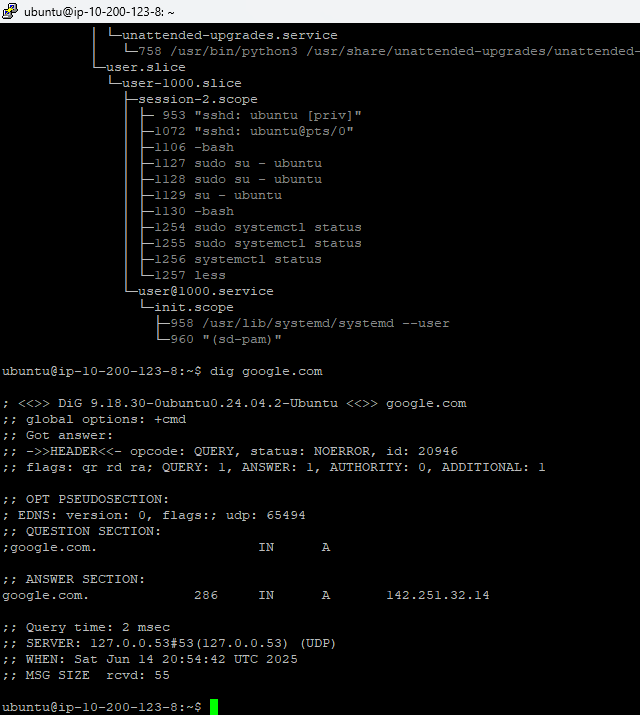 ubuntu@ip-10-200-123-8: ~
│ └─unattended-upgrades.service
│   └─758 /usr/bin/python3 /usr/share/unattended-upgrades/unattended-
└─user.slice
  └─user-1000.slice
    ├─session-2.scope
    │ ├─ 953 "sshd: ubuntu [priv]"
    │ ├─1072 "sshd: ubuntu@pts/0"
    │ ├─1106 -bash
    │ ├─1127 sudo su - ubuntu
    │ ├─1128 sudo su - ubuntu
    │ ├─1129 su - ubuntu
    │ ├─1130 -bash
    │ ├─1254 sudo systemctl status
    │ ├─1255 sudo systemctl status
    │ ├─1256 systemctl status
    │ └─1257 less
    └─user@1000.service
      └─init.scope
        ├─958 /usr/lib/systemd/systemd --user
        └─960 "(sd-pam)"
ubuntu@ip-10-200-123-8:~$ dig google.com
; <<>> DiG 9.18.30-0ubuntu0.24.04.2-Ubuntu <<>> google.com
;; global options: +cmd
;; Got answer:
;; ->>HEADER<<- opcode: QUERY, status: NOERROR, id: 20946
;; flags: qr rd ra; QUERY: 1, ANSWER: 1, AUTHORITY: 0, ADDITIONAL: 1
;; OPT PSEUDOSECTION:
; EDNS: version: 0, flags:; udp: 65494
;; QUESTION SECTION:
;google.com.                    IN      A
;; ANSWER SECTION:
google.com.             286     IN      A       142.251.32.14
;; Query time: 2 msec
;; SERVER: 127.0.0.53#53(127.0.0.53) (UDP)
;; WHEN: Sat Jun 14 20:54:42 UTC 2025
;; MSG SIZE  rcvd: 55
ubuntu@ip-10-200-123-8:~$